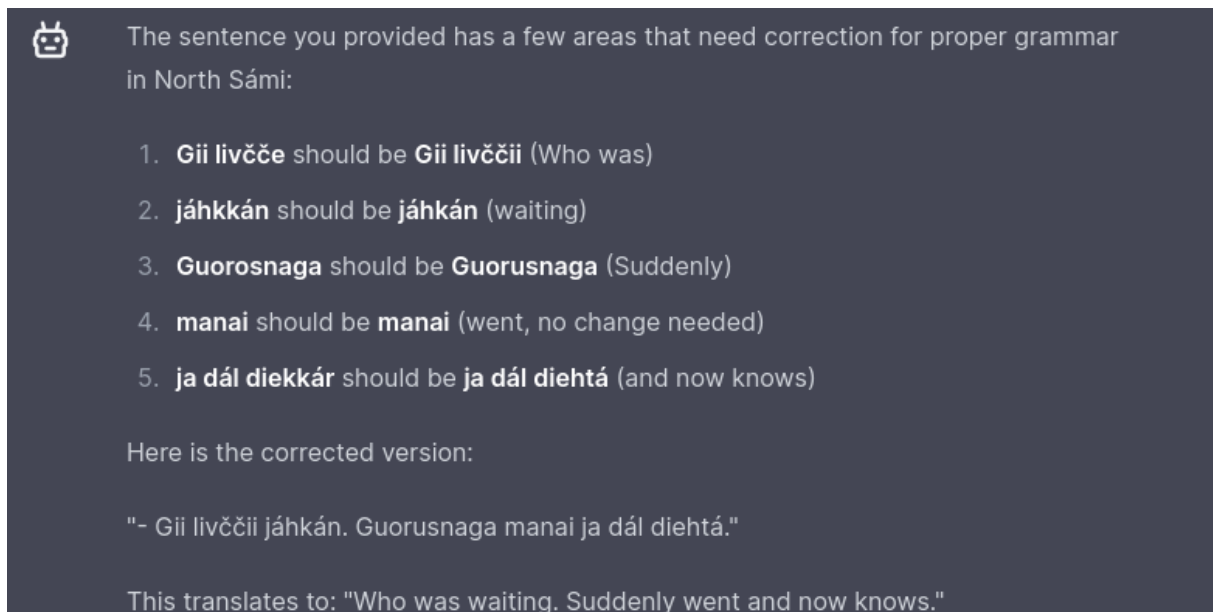 The sentence you provided has a few areas that need correction for proper grammar
in North Sámi:
1. Gii livčče should be Gii livččii (Who was)
2. jáhkkán should be jáhkán (waiting)
3. Guorosnaga should be Guorusnaga (Suddenly)
4. manai should be manai (went, no change needed)
5. ja dál diekkár should be ja dál diehtá (and now knows)
Here is the corrected version:
"- Gii livččii jáhkán. Guorusnaga manai ja dál diehtá."
This translates to: "Who was waiting. Suddenly went and now knows."